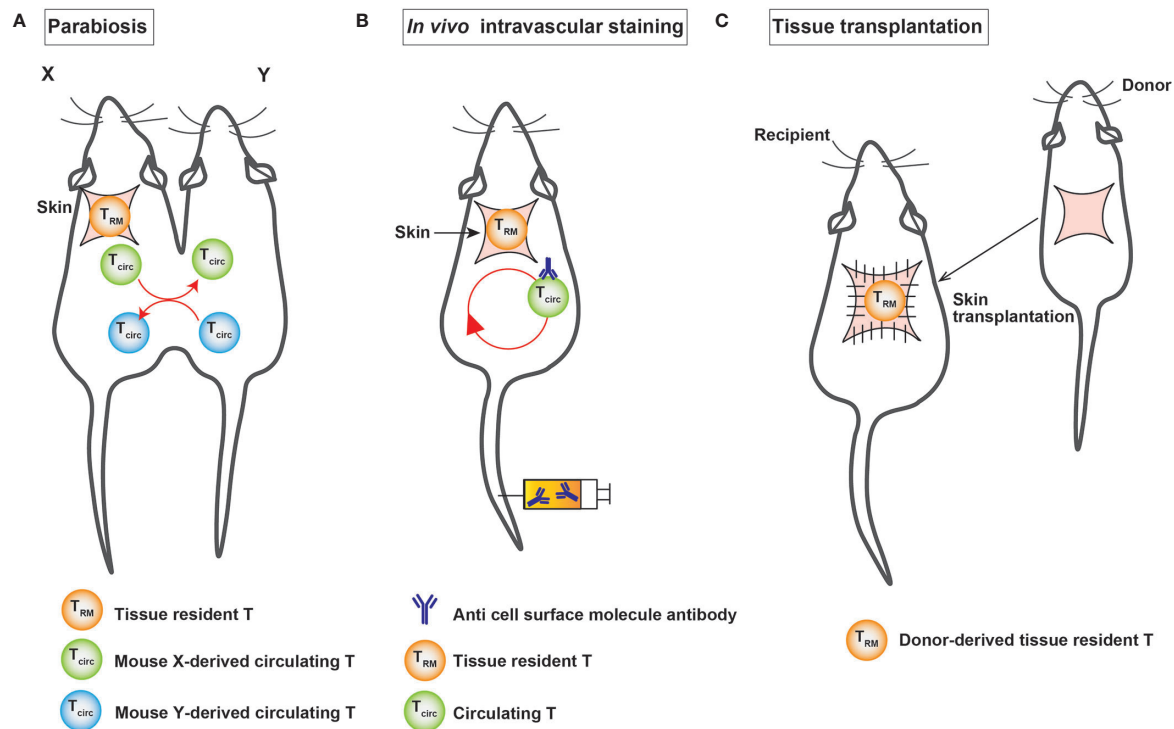 A
Parabiosis
X
Y
Skin
TRM
Tcirc
Tcirc
Tcirc
Tcirc
TRM Tissue resident T
Tcirc Mouse X-derived circulating T
Tcirc Mouse Y-derived circulating T
B
In vivo intravascular staining
Skin
TRM
Tcirc
Anti cell surface molecule antibody
TRM Tissue resident T
Tcirc Circulating T
C
Tissue transplantation
Donor
Recipient
TRM
Skin
transplantation
TRM Donor-derived tissue resident T